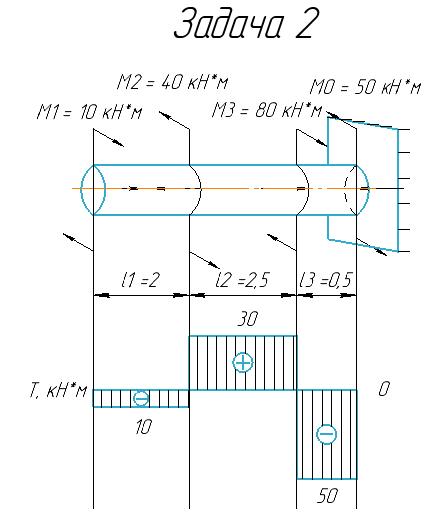 Задача 2
M2 = 40 кН*м
M0 = 50 кН*м
M1 = 10 кН*м
M3 = 80 кН*м
l1 =2
l2 =2,5
l3 =0,5
30
T, кН*м
0
10
50